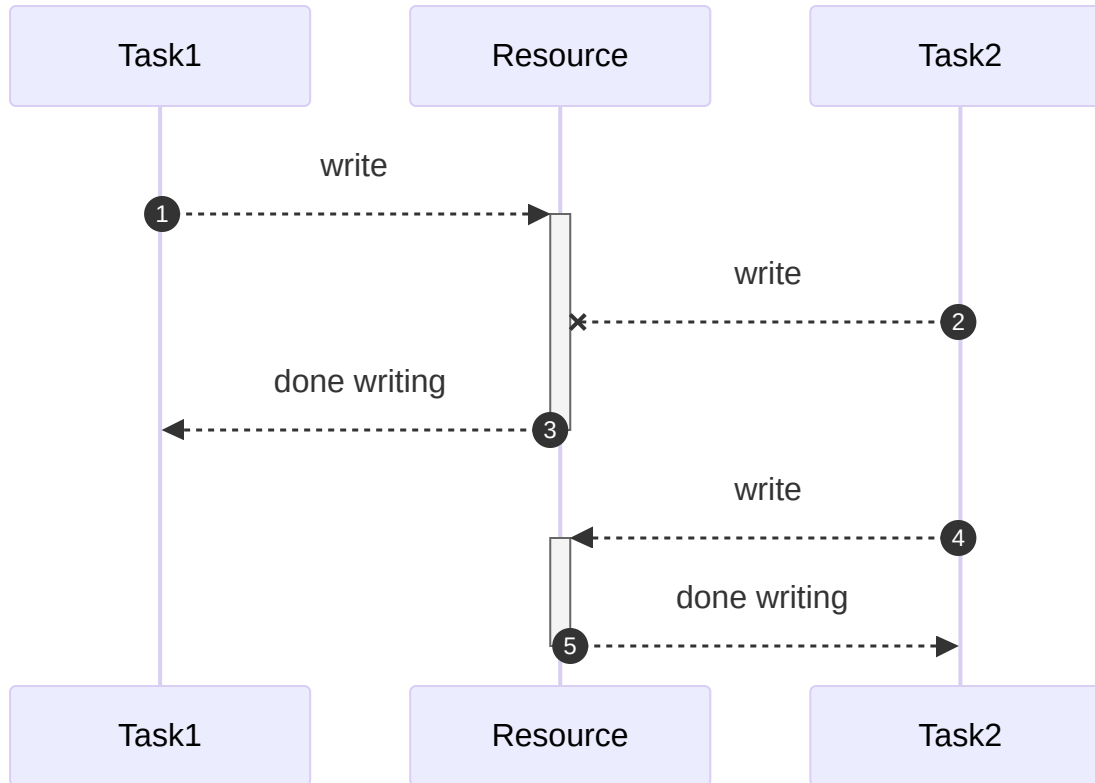 Task1 Resource Task2
write
1
write
2
done writing
3
write
4
done writing
5
Task1 Resource Task2